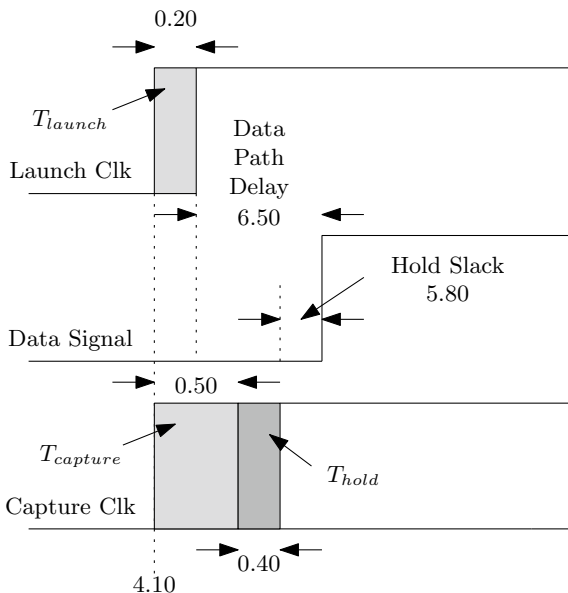 0.20
T_launch
Launch Clk
Data
Path
Delay
6.50
Hold Slack
5.80
Data Signal
0.50
T_capture
T_hold
Capture Clk
0.40
4.10